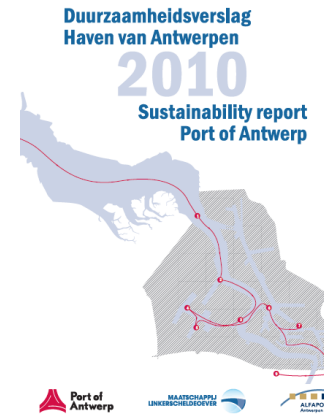 Duurzaamheidsverslag
Haven van Antwerpen
2010
Sustainability report
Port of Antwerp
Port of
Antwerp
MAATSCHAPPIJ
LINKERSCHELDEOEVER
ALFAPO
Antwerpen